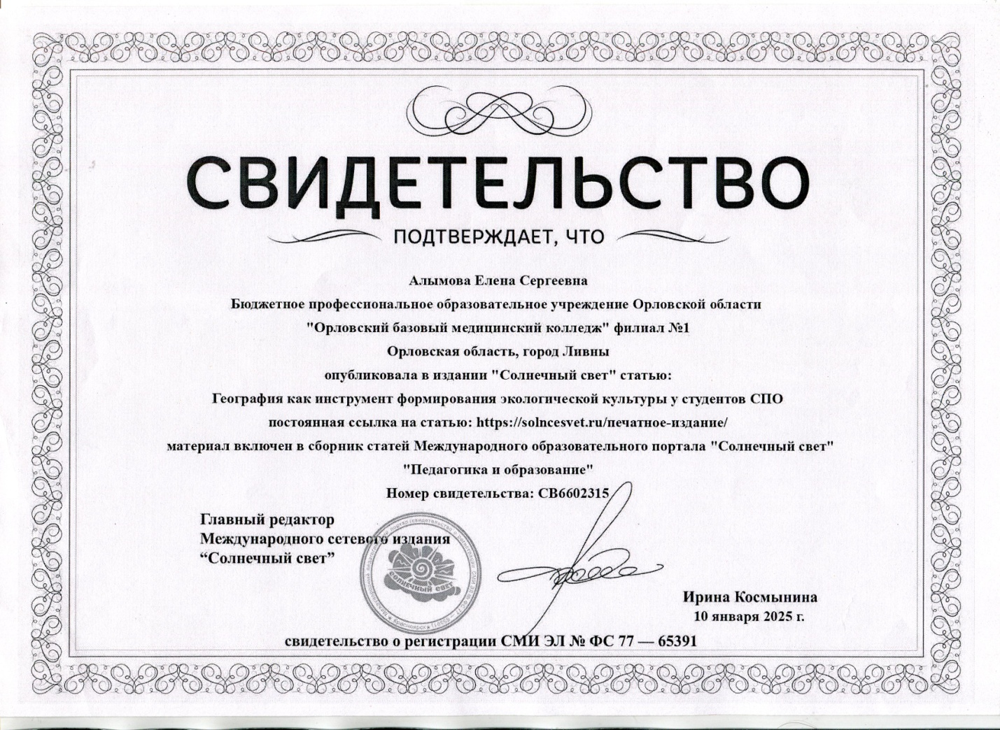 СВИДЕТЕЛЬСТВО
ПОДТВЕРЖДАЕТ, ЧТО
Алымова Елена Сергеевна
Бюджетное профессиональное образовательное учреждение Орловской области
"Орловский базовый медицинский колледж" филиал №1
Орловская область, город Ливны
опубликовала в издании "Солнечный свет" статью:
География как инструмент формирования экологической культуры у студентов СПО
постоянная ссылка на статью: https://solncesvet.ru/печатное-издание/
материал включен в сборник статей Международного образовательного портала "Солнечный свет"
"Педагогика и образование"
Номер свидетельства: СВ6602315
Главный редактор
Международного сетевого издания
“Солнечный свет”
СОЛНЕЧНЫЙ СВЕТ
Ирина Космынина
10 января 2025 г.
свидетельство о регистрации СМИ ЭЛ № ФС 77 — 65391